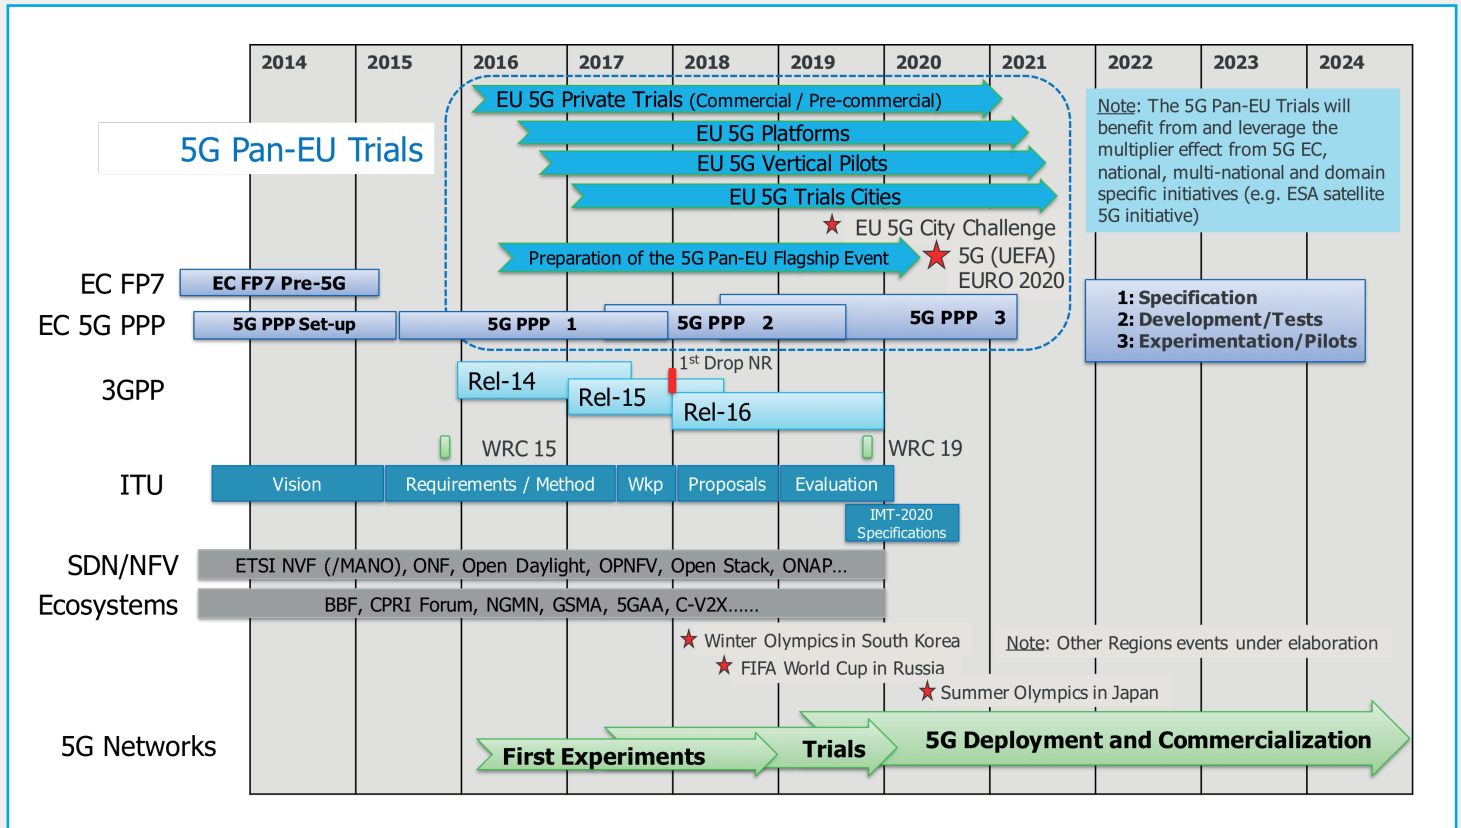 2014 2015 2016 2017 2018 2019 2020 2021 2022 2023 2024
5G Pan-EU Trials
EU 5G Private Trials (Commercial / Pre-commercial)
EU 5G Platforms
EU 5G Vertical Pilots
EU 5G Trials Cities
EU 5G City Challenge
Preparation of the 5G Pan-EU Flagship Event
5G (UEFA)
EURO 2020
Note: The 5G Pan-EU Trials will
benefit from and leverage the
multiplier effect from 5G EC,
national, multi-national and domain
specific initiatives (e.g. ESA satellite
5G initiative)
EC FP7
EC FP7 Pre-5G
EC 5G PPP
5G PPP Set-up
5G PPP 1
5G PPP 2
5G PPP 3
1: Specification
2: Development/Tests
3: Experimentation/Pilots
3GPP
Rel-14
Rel-15
1st Drop NR
Rel-16
WRC 15
WRC 19
ITU
Vision
Requirements / Method
Wkp
Proposals
Evaluation
IMT-2020
Specifications
SDN/NFV
ETSI NVF (/MANO), ONF, Open Daylight, OPNFV, Open Stack, ONAP...
Ecosystems
BBF, CPRI Forum, NGMN, GSMA, 5GAA, C-V2X......
Winter Olympics in South Korea
FIFA World Cup in Russia
Summer Olympics in Japan
Note: Other Regions events under elaboration
5G Networks
First Experiments
Trials
5G Deployment and Commercialization